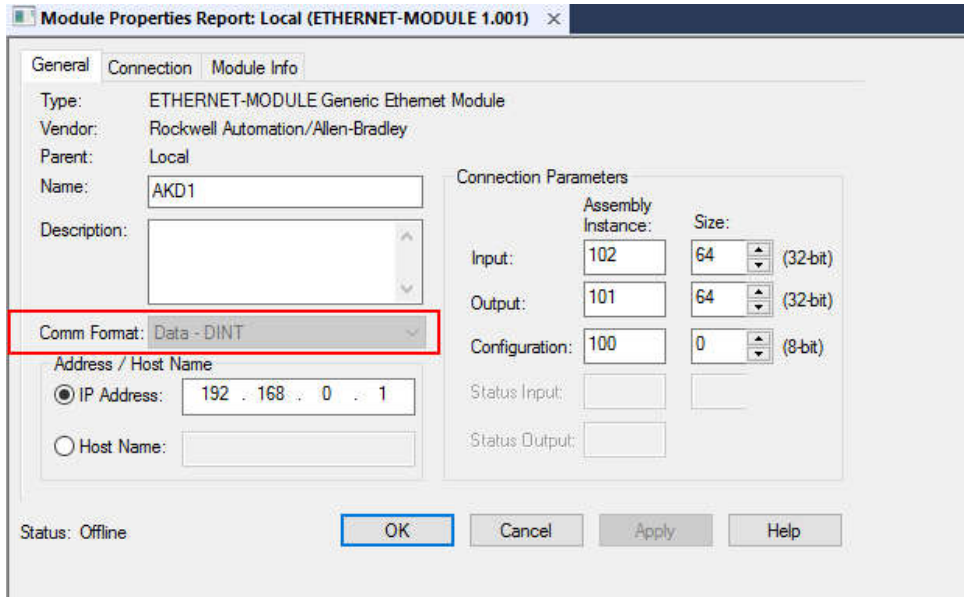 Module Properties Report: Local (ETHERNET-MODULE 1.001) ×
General Connection Module Info
Type: ETHERNET-MODULE Generic Ethernet Module
Vendor: Rockwell Automation/Allen-Bradley
Parent: Local
Name: AKD1
Description:
Comm Format: Data - DINT
Address / Host Name
IP Address: 192 . 168 . 0 . 1
Host Name:
Connection Parameters
Assembly
Instance: Size:
Input: 102 64 (32-bit)
Output: 101 64 (32-bit)
Configuration: 100 0 (8-bit)
Status Input:
Status Output:
Status: Offline OK Cancel Apply Help